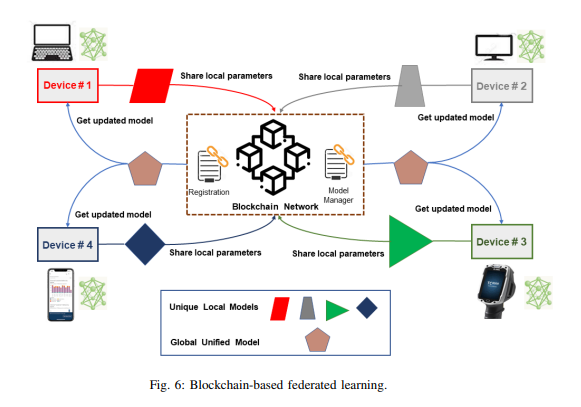 Device # 1
Share local parameters
Share local parameters
Device # 2
Get updated model
Get updated model
Registration
Model
Manager
Blockchain Network
Get updated model
Get updated model
Device # 4
Share local parameters
Share local parameters
Device # 3
Unique Local Models
Global Unified Model
Fig. 6: Blockchain-based federated learning.